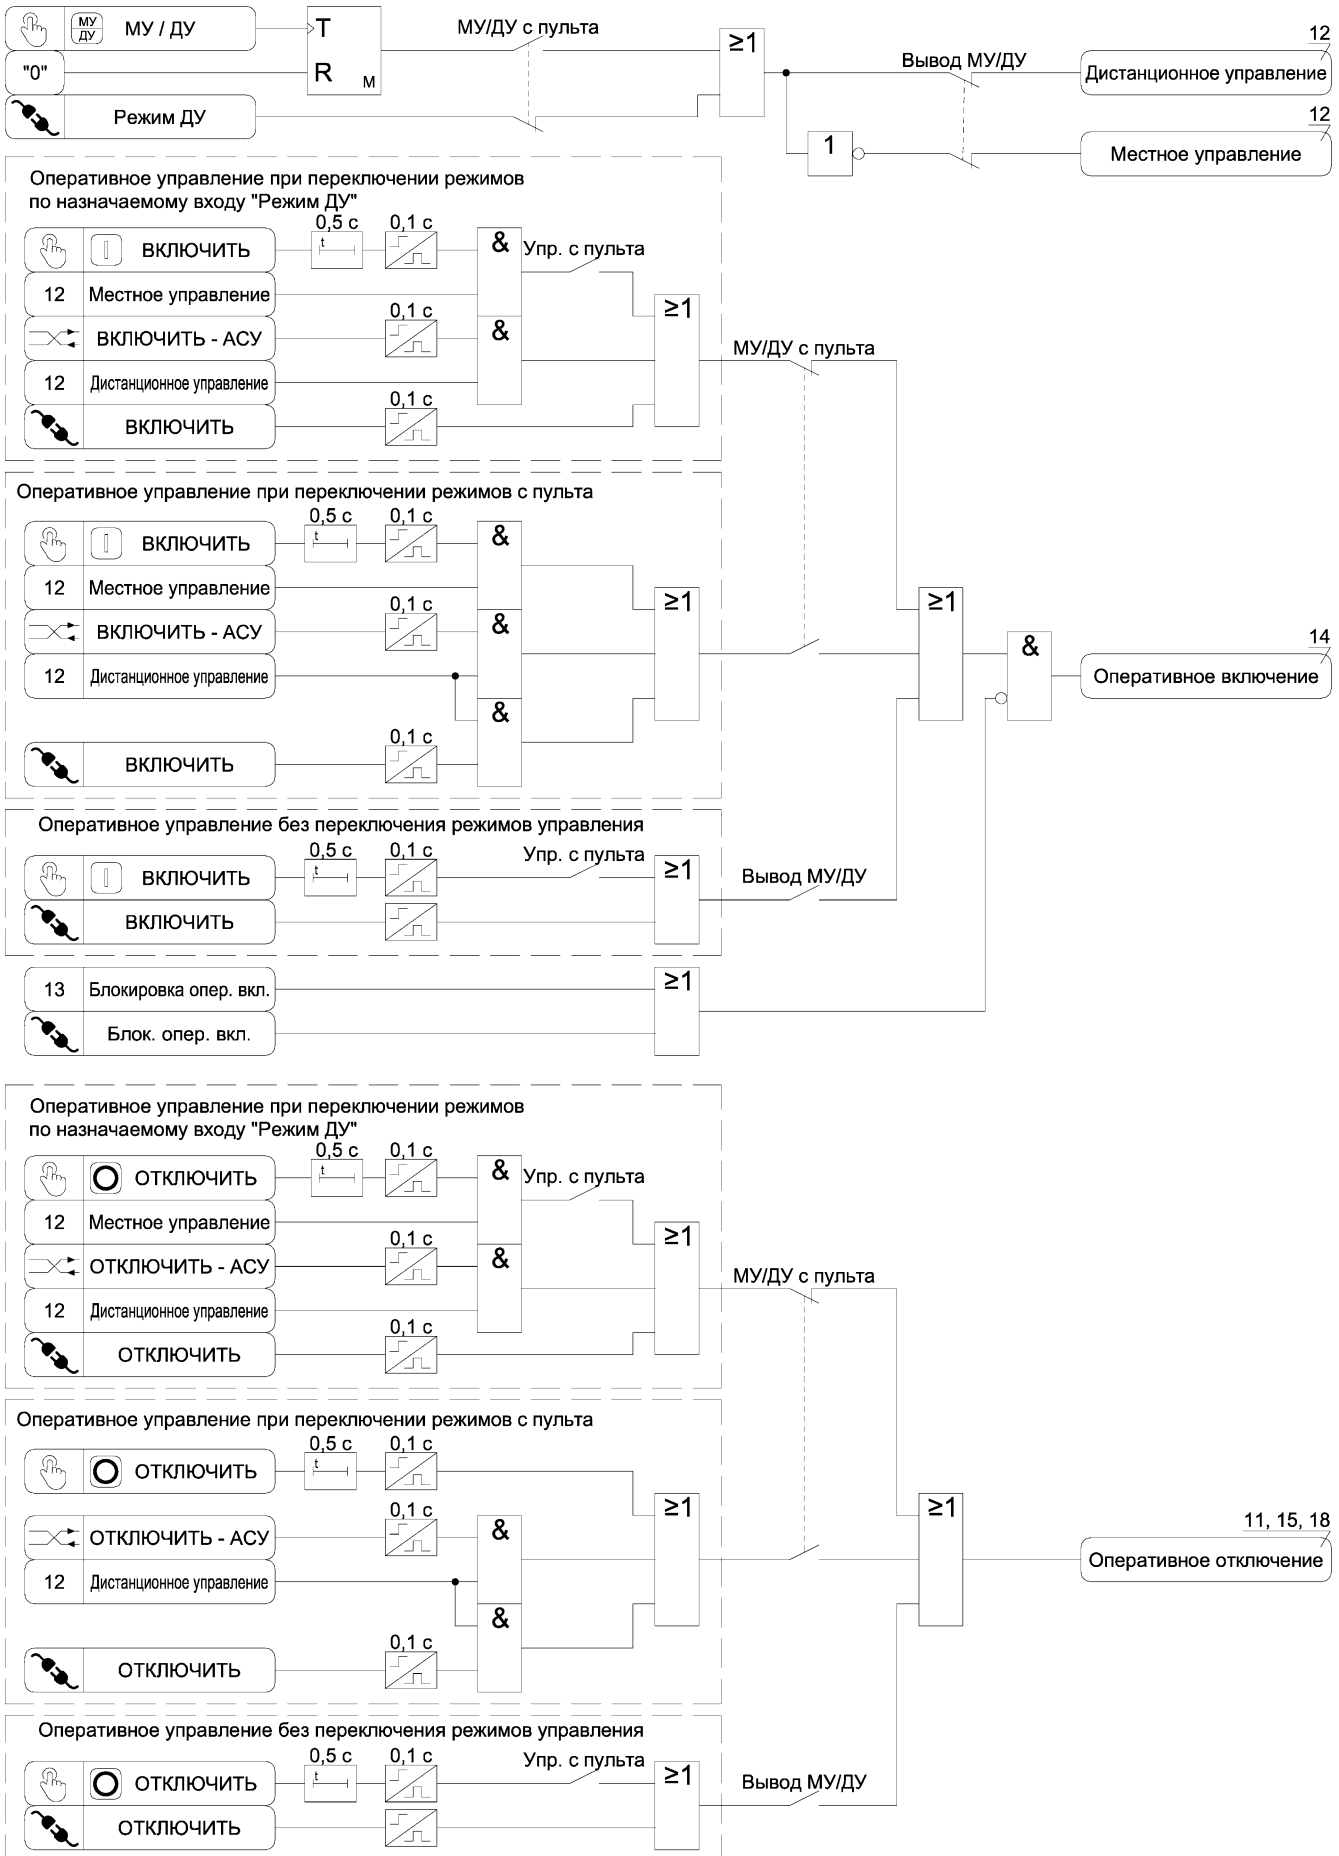 МУ
ДУ
МУ / ДУ
T
R
M
"0"
Режим ДУ
МУ/ДУ с пульта
≥1
Вывод МУ/ДУ
12
Дистанционное управление
1
12
Местное управление
Оперативное управление при переключении режимов
по назначаемому входу "Режим ДУ"
ВКЛЮЧИТЬ
0,5 с
t
0,1 с
&
Упр. с пульта
12 Местное управление
ВКЛЮЧИТЬ - АСУ
0,1 с
&
≥1
12 Дистанционное управление
ВКЛЮЧИТЬ
0,1 с
МУ/ДУ с пульта
Оперативное управление при переключении режимов с пульта
ВКЛЮЧИТЬ
0,5 с
t
0,1 с
&
12 Местное управление
ВКЛЮЧИТЬ - АСУ
0,1 с
&
≥1
12 Дистанционное управление
&
ВКЛЮЧИТЬ
0,1 с
≥1
&
14
Оперативное включение
Оперативное управление без переключения режимов управления
ВКЛЮЧИТЬ
0,5 с
t
0,1 с
Упр. с пульта
≥1
ВКЛЮЧИТЬ
Вывод МУ/ДУ
13 Блокировка опер. вкл.
≥1
Блок. опер. вкл.
Оперативное управление при переключении режимов
по назначаемому входу "Режим ДУ"
ОТКЛЮЧИТЬ
0,5 с
t
0,1 с
&
Упр. с пульта
12 Местное управление
ОТКЛЮЧИТЬ - АСУ
0,1 с
&
≥1
12 Дистанционное управление
ОТКЛЮЧИТЬ
0,1 с
МУ/ДУ с пульта
Оперативное управление при переключении режимов с пульта
ОТКЛЮЧИТЬ
0,5 с
t
0,1 с
ОТКЛЮЧИТЬ - АСУ
0,1 с
&
≥1
12 Дистанционное управление
&
ОТКЛЮЧИТЬ
0,1 с
≥1
11, 15, 18
Оперативное отключение
Оперативное управление без переключения режимов управления
ОТКЛЮЧИТЬ
0,5 с
t
0,1 с
Упр. с пульта
≥1
ОТКЛЮЧИТЬ
Вывод МУ/ДУ